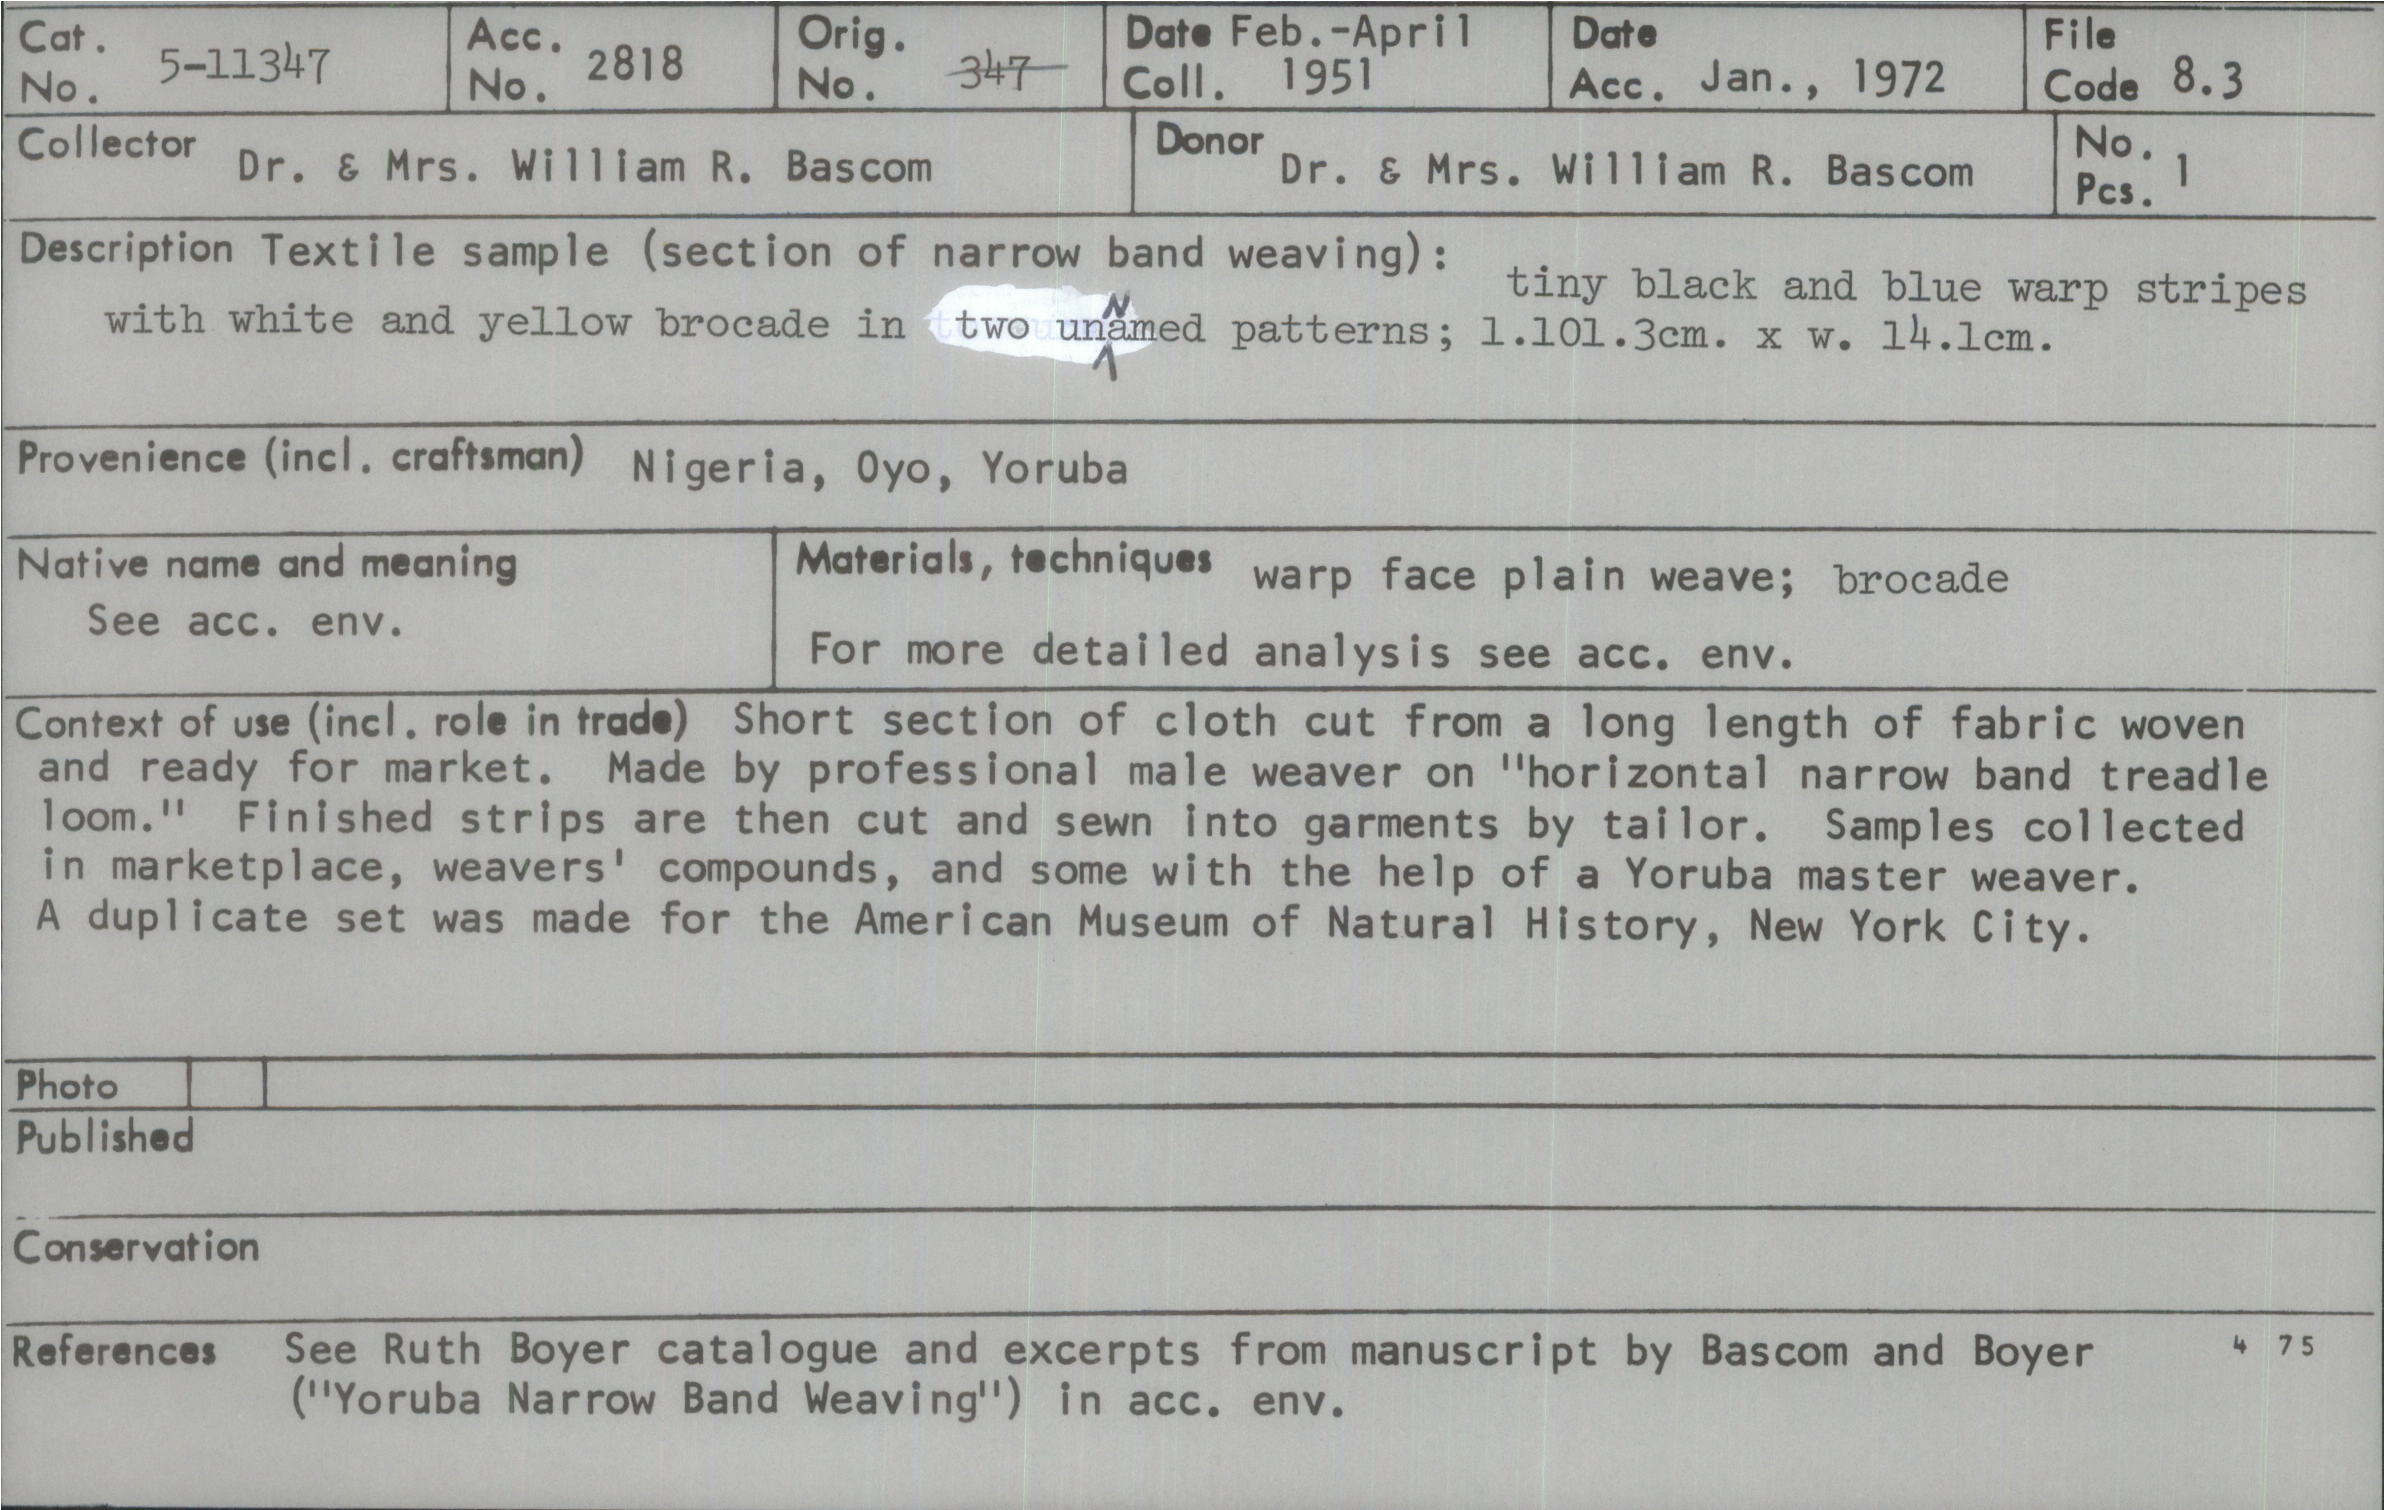 Cat. No. 5-11347 Acc. No. 2818 Orig. No. 347 Date Coll. Feb.-April 1951 Date Acc. Jan., 1972 File Code 8.3
Collector Dr. & Mrs. William R. Bascom Donor Dr. & Mrs. William R. Bascom No. Pcs. 1
Description Textile sample (section of narrow band weaving): tiny black and blue warp stripes
with white and yellow brocade in two unNamed patterns; l.101.3cm. x w. 14.1cm.
Provenience (incl. craftsman) Nigeria, Oyo, Yoruba
Native name and meaning
See acc. env.
Materials, techniques warp face plain weave; brocade
For more detailed analysis see acc. env.
Context of use (incl. role in trade) Short section of cloth cut from a long length of fabric woven
and ready for market. Made by professional male weaver on "horizontal narrow band treadle
loom." Finished strips are then cut and sewn into garments by tailor. Samples collected
in marketplace, weavers' compounds, and some with the help of a Yoruba master weaver.
A duplicate set was made for the American Museum of Natural History, New York City.
Photo
Published
Conservation
References See Ruth Boyer catalogue and excerpts from manuscript by Bascom and Boyer 4 75
("Yoruba Narrow Band Weaving") in acc. env.